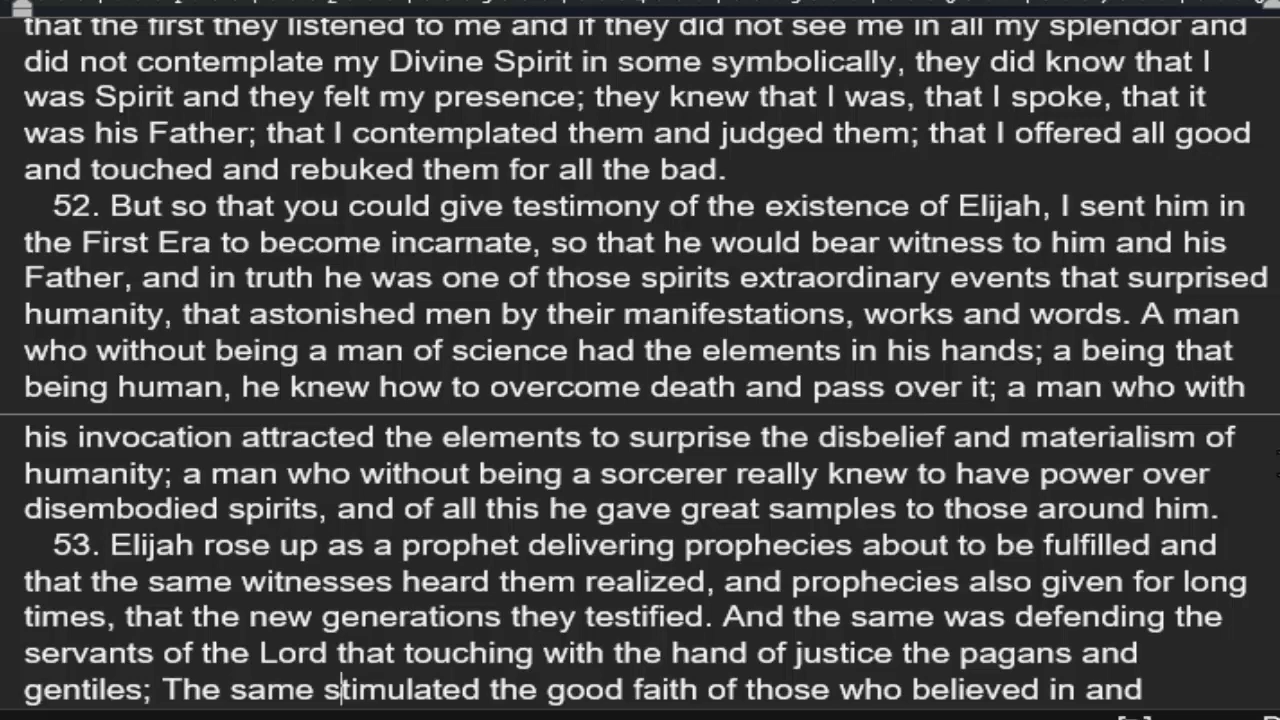 that the first they listened to me and if they did not see me in all my splendor and
did not contemplate my Divine Spirit in some symbolically, they did know that I
was Spirit and they felt my presence; they knew that I was, that I spoke, that it
was his Father; that I contemplated them and judged them; that I offered all good
and touched and rebuked them for all the bad.
52. But so that you could give testimony of the existence of Elijah, I sent him in
the First Era to become incarnate, so that he would bear witness to him and his
Father, and in truth he was one of those spirits extraordinary events that surprised
humanity, that astonished men by their manifestations, works and words. A man
who without being a man of science had the elements in his hands; a being that
being human, he knew how to overcome death and pass over it; a man who with
his invocation attracted the elements to surprise the disbelief and materialism of
humanity; a man who without being a sorcerer really knew to have power over
disembodied spirits, and of all this he gave great samples to those around him.
53. Elijah rose up as a prophet delivering prophecies about to be fulfilled and
that the same witnesses heard them realized, and prophecies also given for long
times, that the new generations they testified. And the same was defending the
servants of the Lord that touching with the hand of justice the pagans and
gentiles; The same stimulated the good faith of those who believed in and